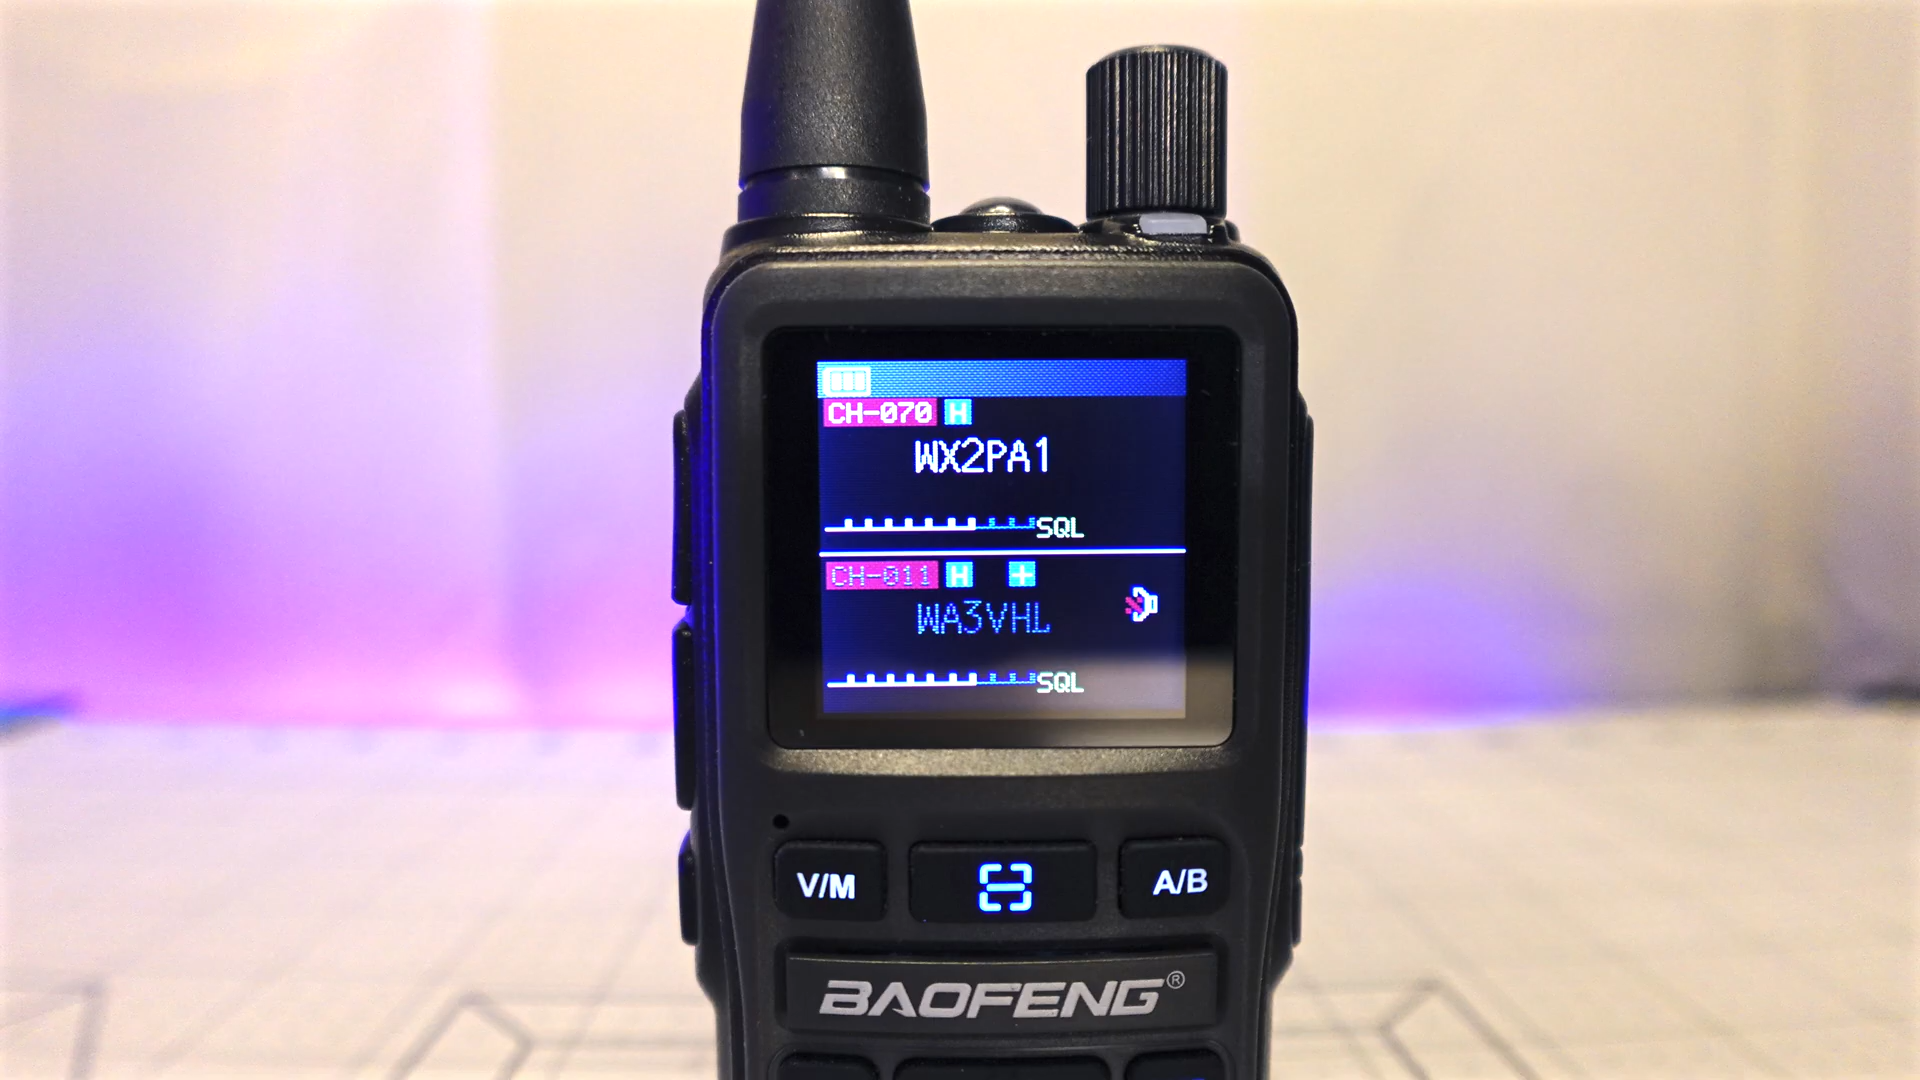 CH-070 H
WX2PA1
SQL
CH-011 H +
WA3VHL
SQL
V/M A/B
BAOFENG®